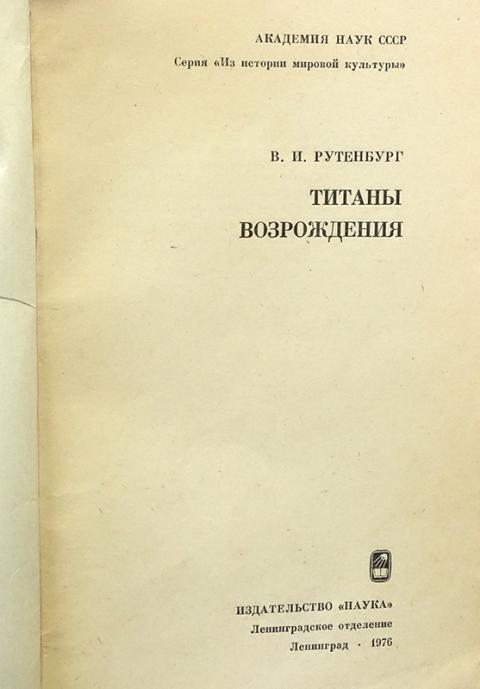 АКАДЕМИЯ НАУК СССР
Серия «Из истории мировой культуры»
В. И. РУТЕНБУРГ
ТИТАНЫ
ВОЗРОЖДЕНИЯ
ИЗДАТЕЛЬСТВО «НАУКА»
Ленинградское отделение
Ленинград · 1976